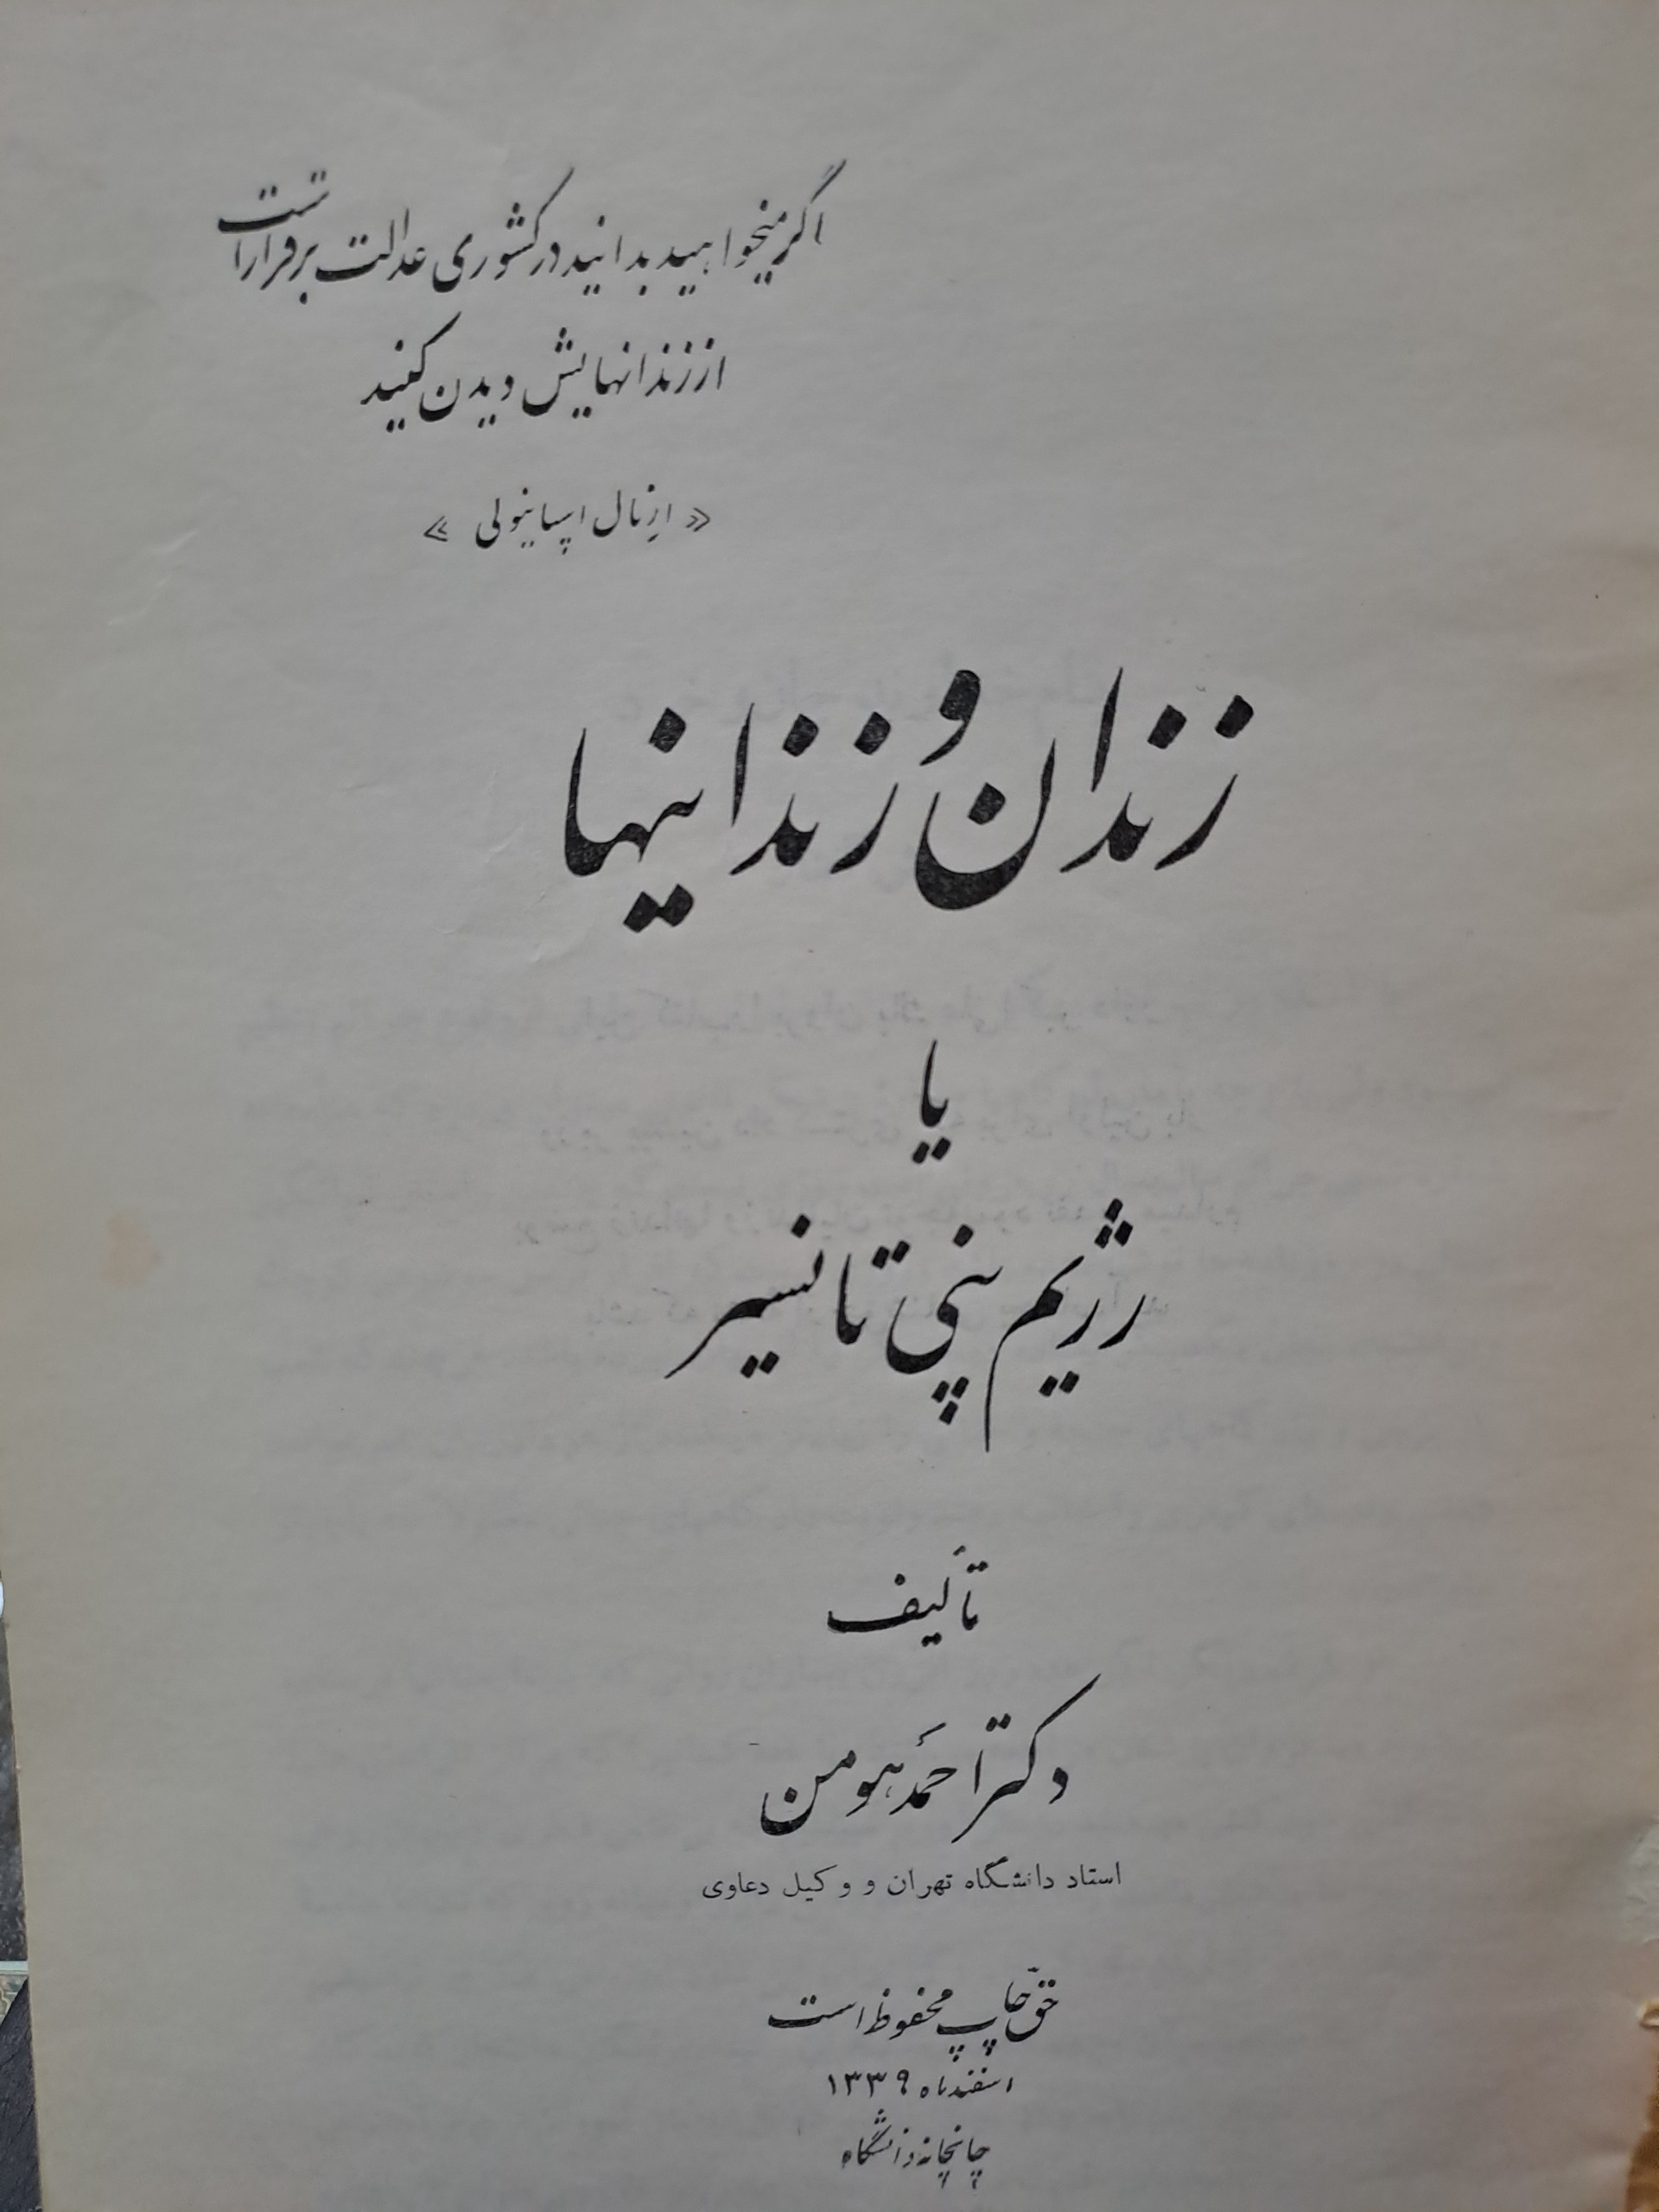 اگر میخواهید بدانید در کشوری عدالت برقرار است
از زندانهایش دیدن کنید
« ارنال اسپانیولی »
زندان و زندانیها
یا
رژیم پنی تانسیر
تألیف
دکتر احمد هومن
استاد دانشگاه تهران و وکیل دعاوی
حق چاپ محفوظ است
اسفندماه ۱۳۳۹
چاپخانه دانشگاه